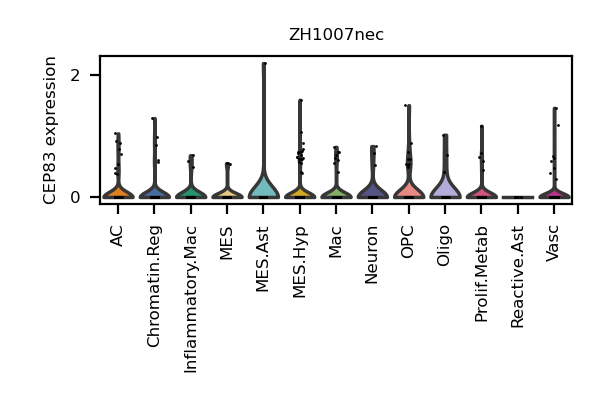 ZH1007nec
CEP83 expression
2
0
AC
Chromatin.Reg
Inflammatory.Mac
MES
MES.Ast
MES.Hyp
Mac
Neuron
OPC
Oligo
Prolif.Metab
Reactive.Ast
Vasc